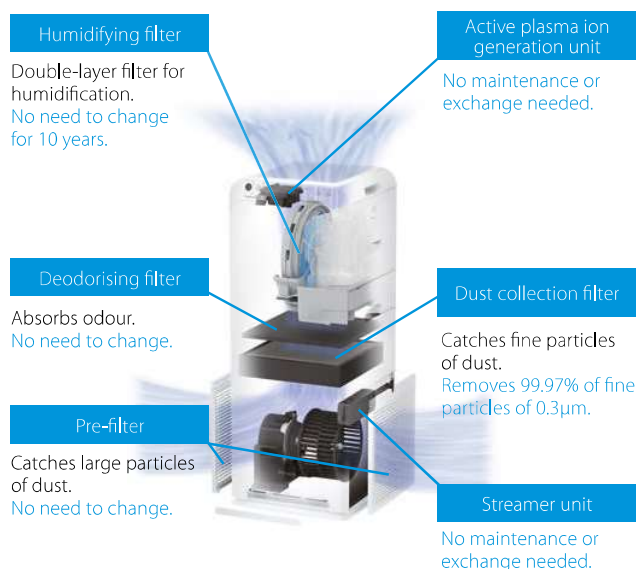 Humidifying filter
Double-layer filter for
humidification.
No need to change
for 10 years.
Active plasma ion
generation unit
No maintenance or
exchange needed.
Deodorising filter
Absorbs odour.
No need to change.
Dust collection filter
Catches fine particles
of dust.
Removes 99.97% of fine
particles of 0.3µm.
Pre-filter
Catches large particles
of dust.
No need to change.
Streamer unit
No maintenance or
exchange needed.